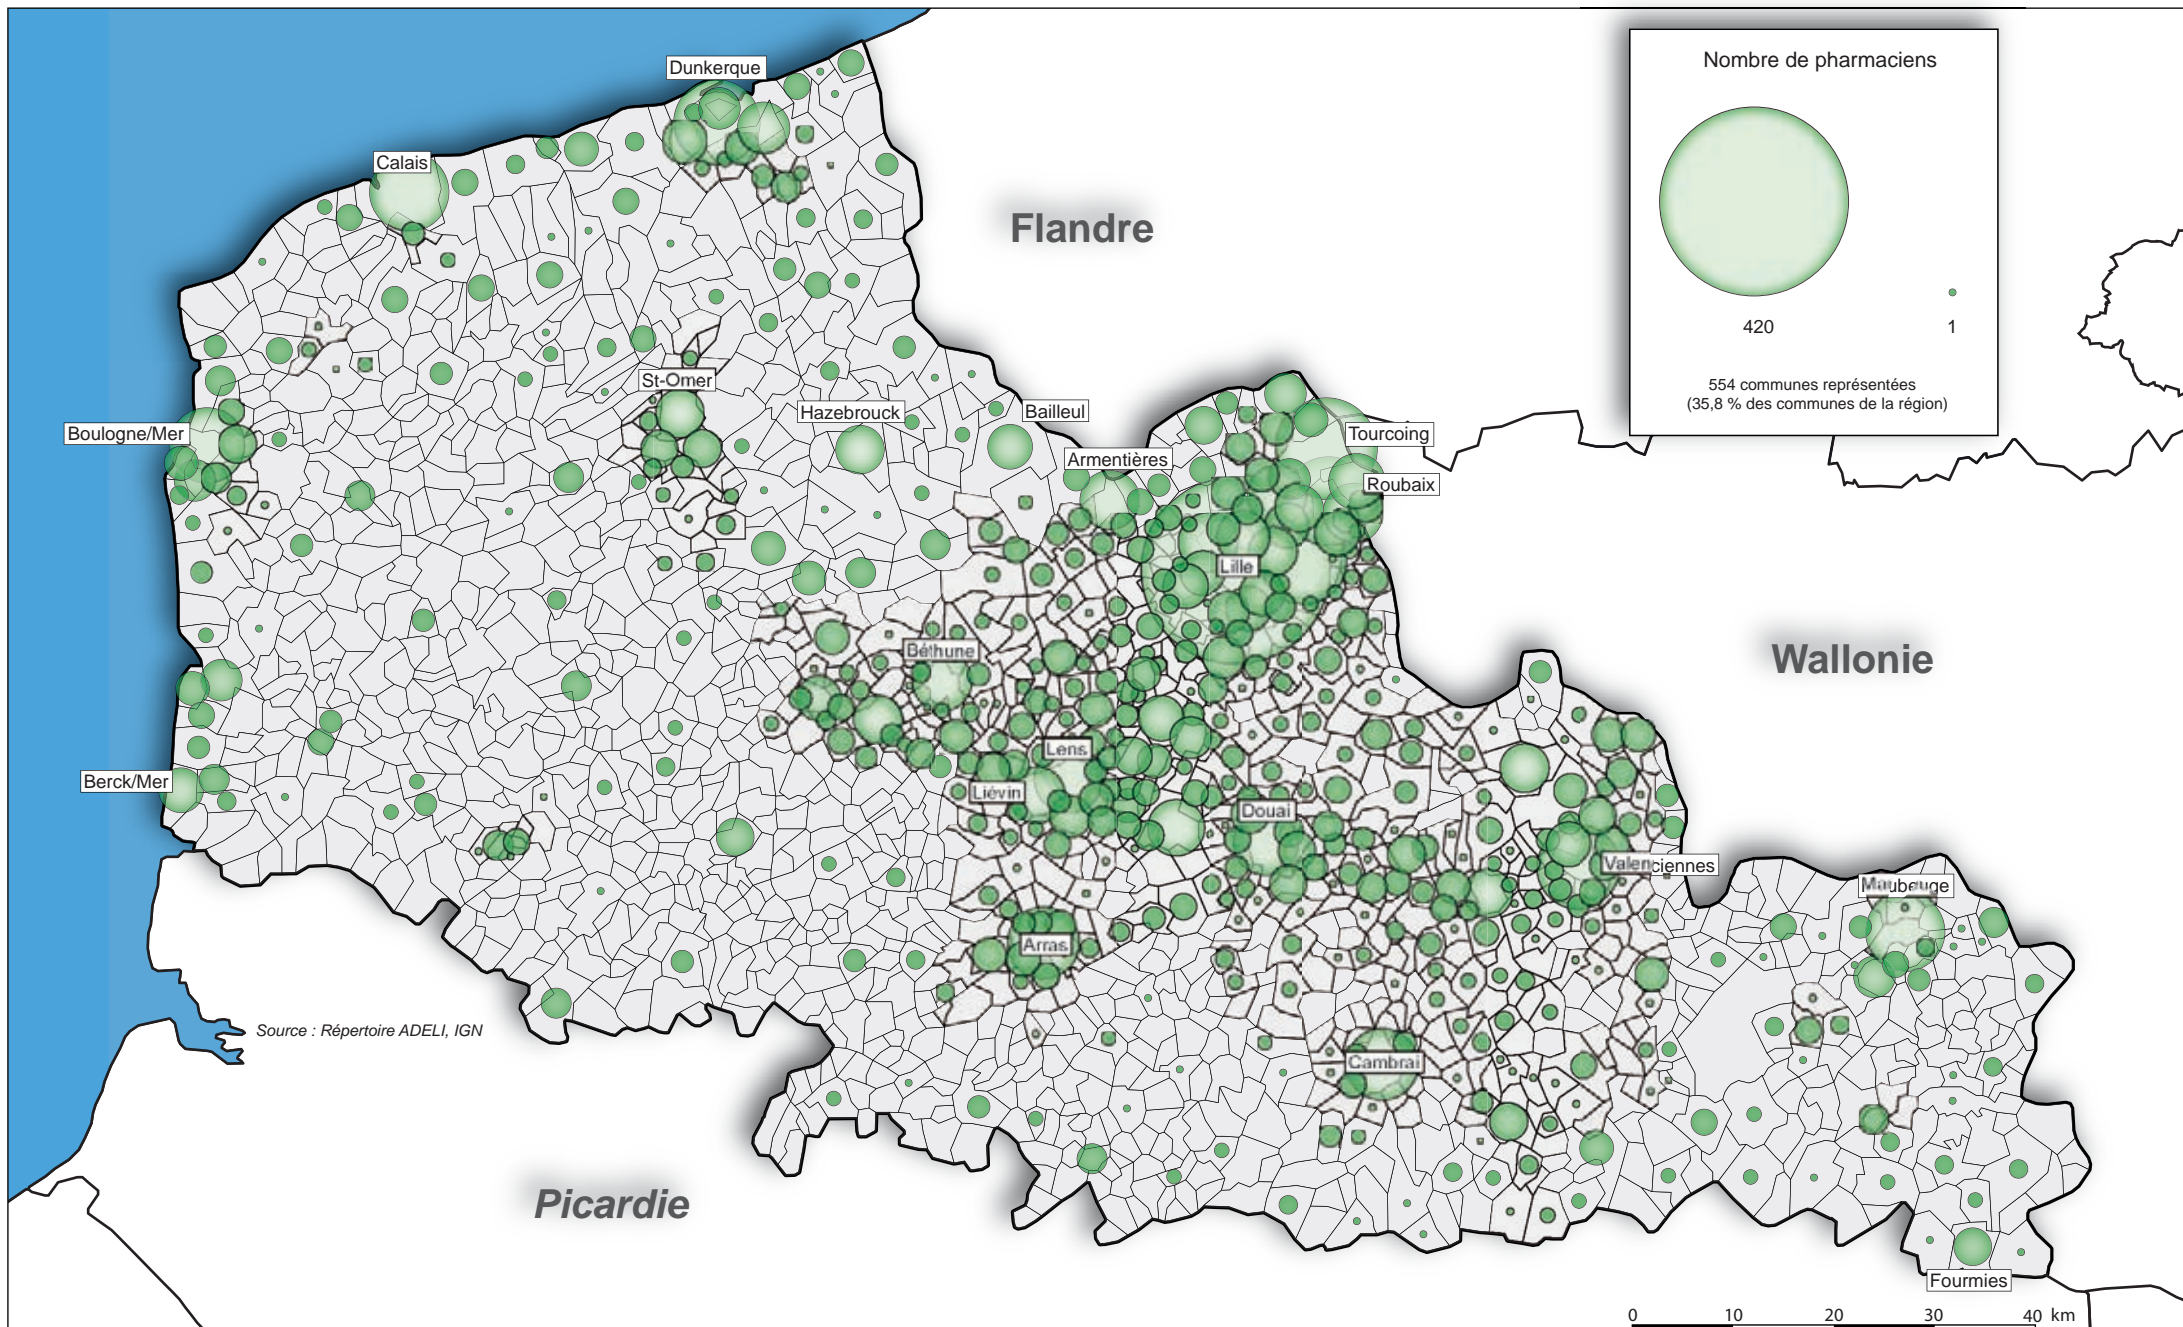 Nombre de pharmaciens
420
1
554 communes représentées
(35,8 % des communes de la région)
Dunkerque
Calais
Flandre
St-Omer
Hazebrouck
Bailleul
Boulogne/Mer
Armentières
Tourcoing
Roubaix
Lille
Béthune
Wallonie
Lens
Berck/Mer
Liévin
Douai
Valenciennes
Maubeuge
Arras
Source : Répertoire ADELI, IGN
Cambrai
Picardie
Fourmies
0 10 20 30 40 km